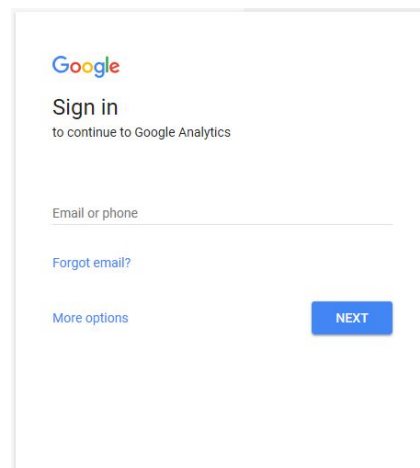 Google
Sign in
to continue to Google Analytics
Email or phone
Forgot email?
More options
NEXT